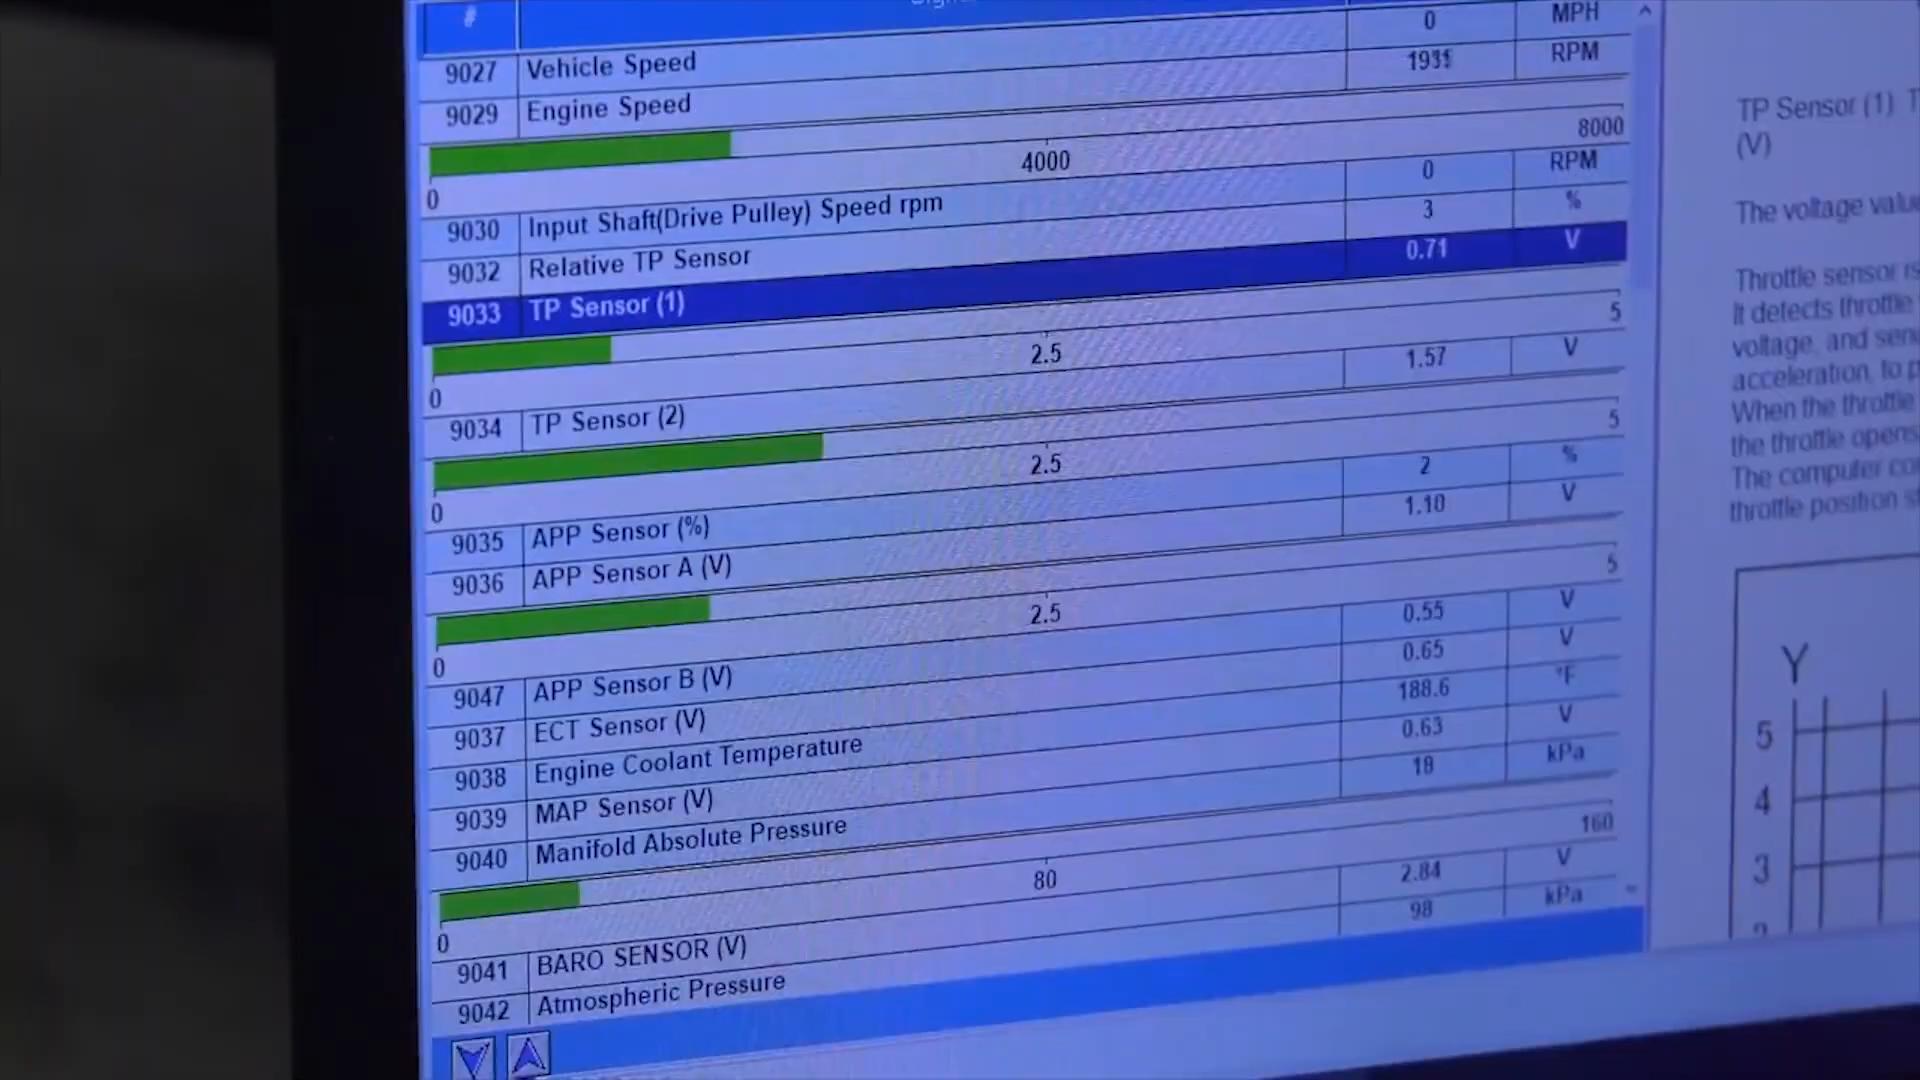 #
9027 Vehicle Speed 0 MPH
9029 Engine Speed RPM
0 4000 8000
9030 Input Shaft(Drive Pulley) Speed rpm 0 RPM
9032 Relative TP Sensor 3 %
9033 TP Sensor (1) 0.71 V
0 2.5 5
9034 TP Sensor (2) 1.57 V
0 2.5 5
9035 APP Sensor (%) 2 %
9036 APP Sensor A (V) 1.10 V
0 2.5 5
9047 APP Sensor B (V) 0.55 V
9037 ECT Sensor (V) 0.65 V
9038 Engine Coolant Temperature 188.6 °F
9039 MAP Sensor (V) 0.63 V
9040 Manifold Absolute Pressure 18 kPa
0 80 160
9041 BARO SENSOR (V) 2.84 V
9042 Atmospheric Pressure 98 kPa
TP Sensor (1) T
(V)
The voltage value
Throttle sensor is
It detects throttle
voltage, and send
acceleration, to p
When the throttle
the throttle opens
The computer co
throttle position s
Y
5
4
3